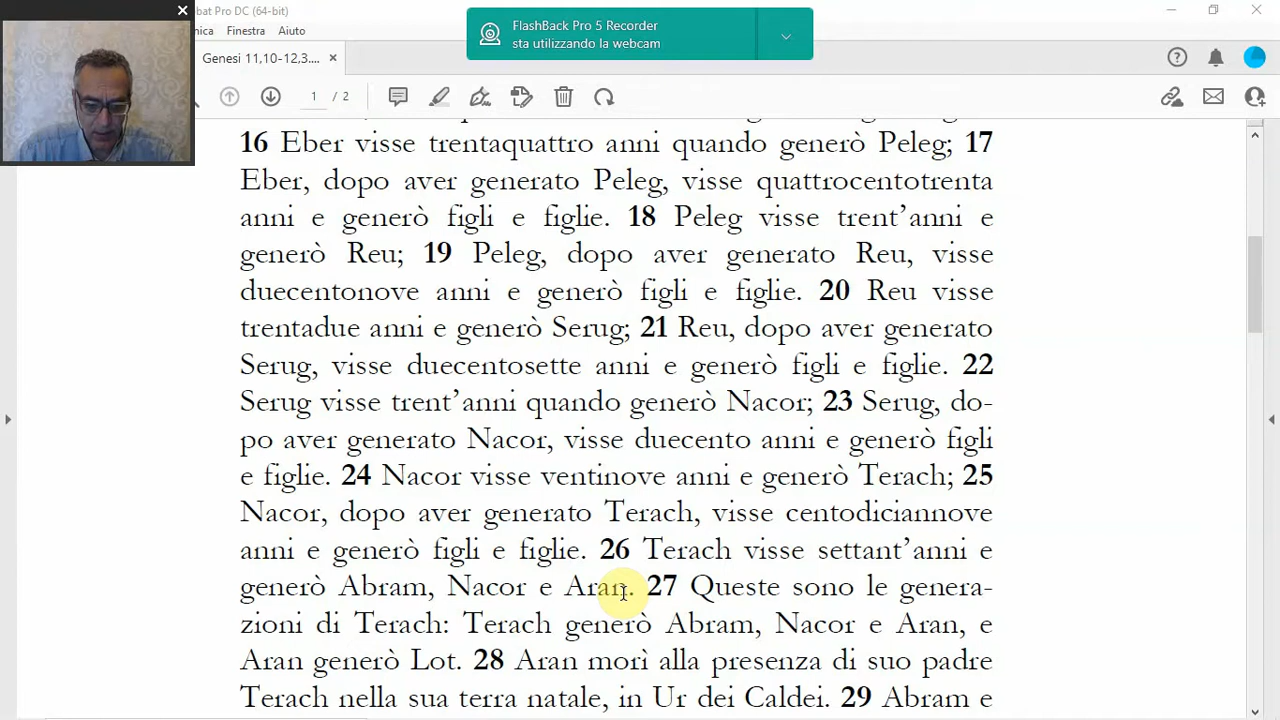 obat Pro DC (64-bit)
Finestra Aiuto
FlashBack Pro 5 Recorder
sta utilizzando la webcam
Genesi 11,10-12,3....
1 / 2
16 Eber visse trentaquattro anni quando generò Peleg; 17
Eber, dopo aver generato Peleg, visse quattrocentotrenta
anni e generò figli e figlie. 18 Peleg visse trent’anni e
generò Reu; 19 Peleg, dopo aver generato Reu, visse
duecentonove anni e generò figli e figlie. 20 Reu visse
trentadue anni e generò Serug; 21 Reu, dopo aver generato
Serug, visse duecentosette anni e generò figli e figlie. 22
Serug visse trent’anni quando generò Nacor; 23 Serug, do-
po aver generato Nacor, visse duecento anni e generò figli
e figlie. 24 Nacor visse ventinove anni e generò Terach; 25
Nacor, dopo aver generato Terach, visse centodiciannove
anni e generò figli e figlie. 26 Terach visse settant’anni e
generò Abram, Nacor e Aran. 27 Queste sono le genera-
zioni di Terach: Terach generò Abram, Nacor e Aran, e
Aran generò Lot. 28 Aran morì alla presenza di suo padre
Terach nella sua terra natale, in Ur dei Caldei. 29 Abram e